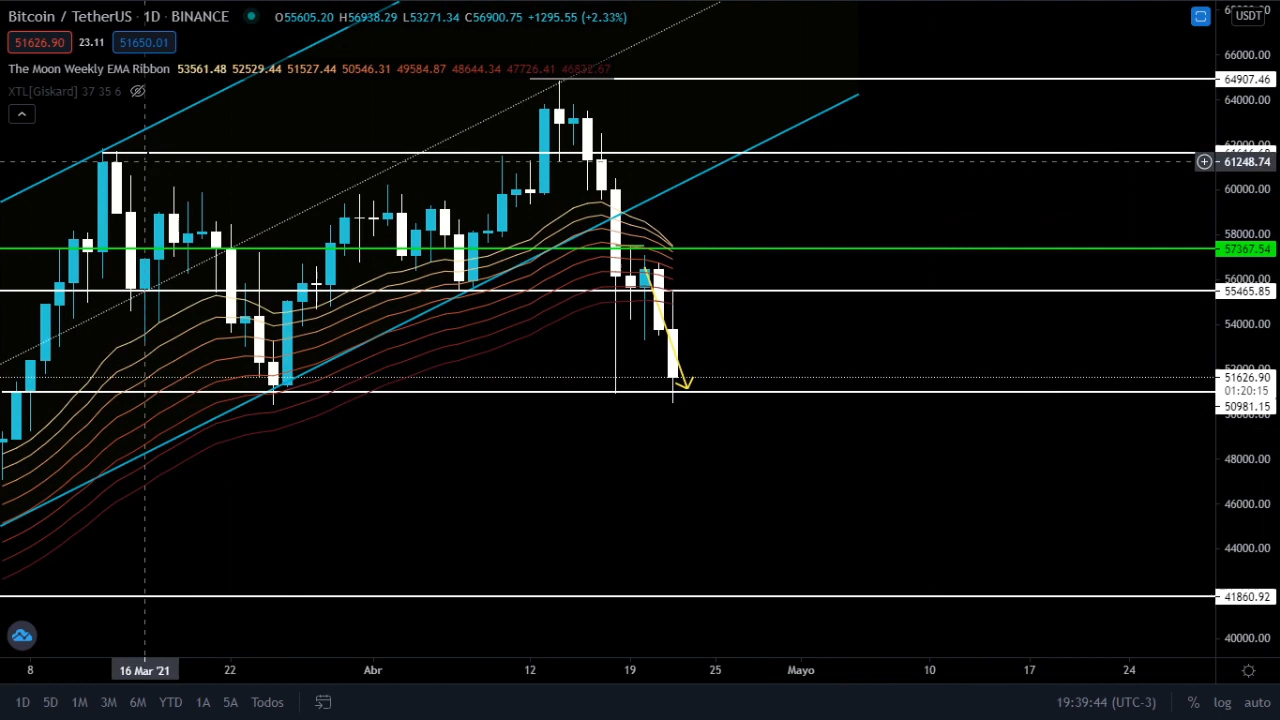 Bitcoin / TetherUS · 1D · BINANCE O55605.20 H56938.29 L53271.34 C56900.75 +1295.55 (+2.33%)
USDT
51626.90 23.11 51650.01
The Moon Weekly EMA Ribbon 53561.48 52529.44 51527.44 50546.31 49584.87 48644.34 47726.41 46832.67
XTL[Giskard] 37 35 6
66000.00
64907.46
64000.00
61248.74
60000.00
58000.00
57367.54
56000.00
55465.85
54000.00
51626.90
01:20:15
50981.15
48000.00
46000.00
44000.00
41860.92
40000.00
8 16 Mar '21 22 Abr 12 19 25 Mayo 10 17 24
1D 5D 1M 3M 6M YTD 1A 5A Todos 19:39:44 (UTC-3) % log auto